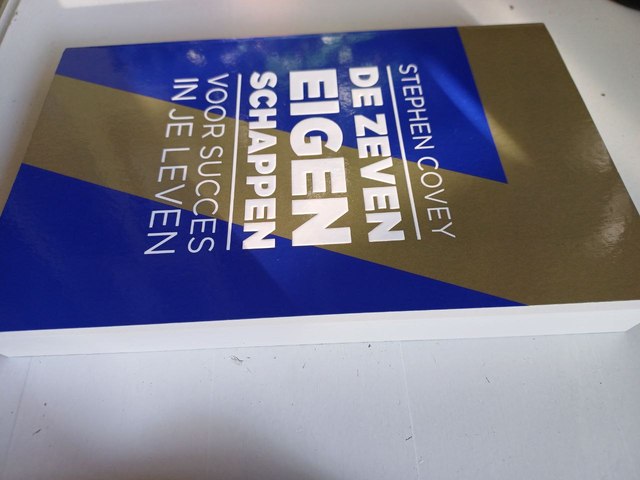 STEPHEN COVEY
DE ZEVEN
EIGEN
SCHAPPEN
VOOR SUCCES
IN JE LEVEN